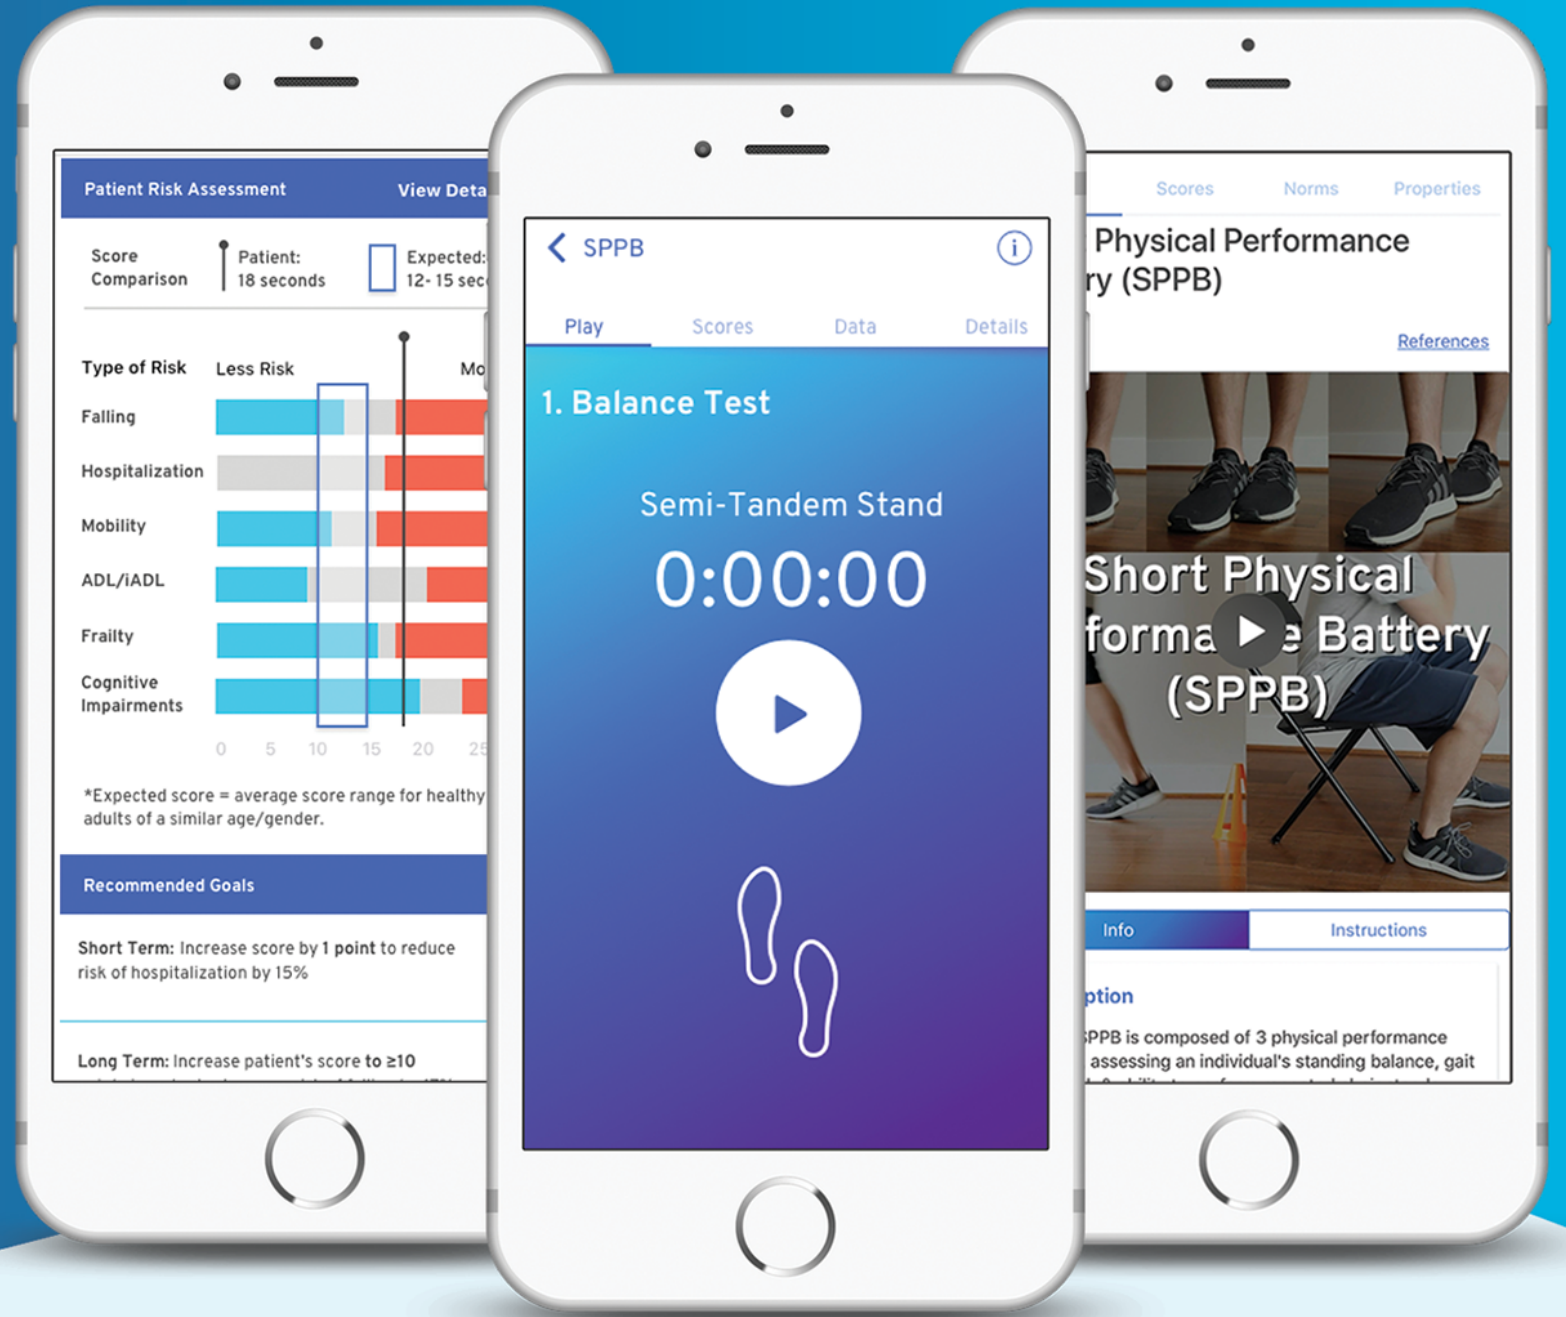 Patient Risk Assessment
View Deta
Score
Comparison
Patient:
18 seconds
Expected:
12- 15 sec
Type of Risk
Less Risk
Mo
Falling
Hospitalization
Mobility
ADL/iADL
Frailty
Cognitive
Impairments
0 5 10 15 20 25
*Expected score = average score range for healthy
adults of a similar age/gender.
Recommended Goals
Short Term: Increase score by 1 point to reduce
risk of hospitalization by 15%
Long Term: Increase patient's score to ≥10
SPPB
i
Play Scores Data Details
1. Balance Test
Semi-Tandem Stand
0:00:00
Scores Norms Properties
Physical Performance
ry (SPPB)
References
Short Physical
forma e Battery
(SPPB)
Info
Instructions
ption
SPPB is composed of 3 physical performance
assessing an individual's standing balance, gait